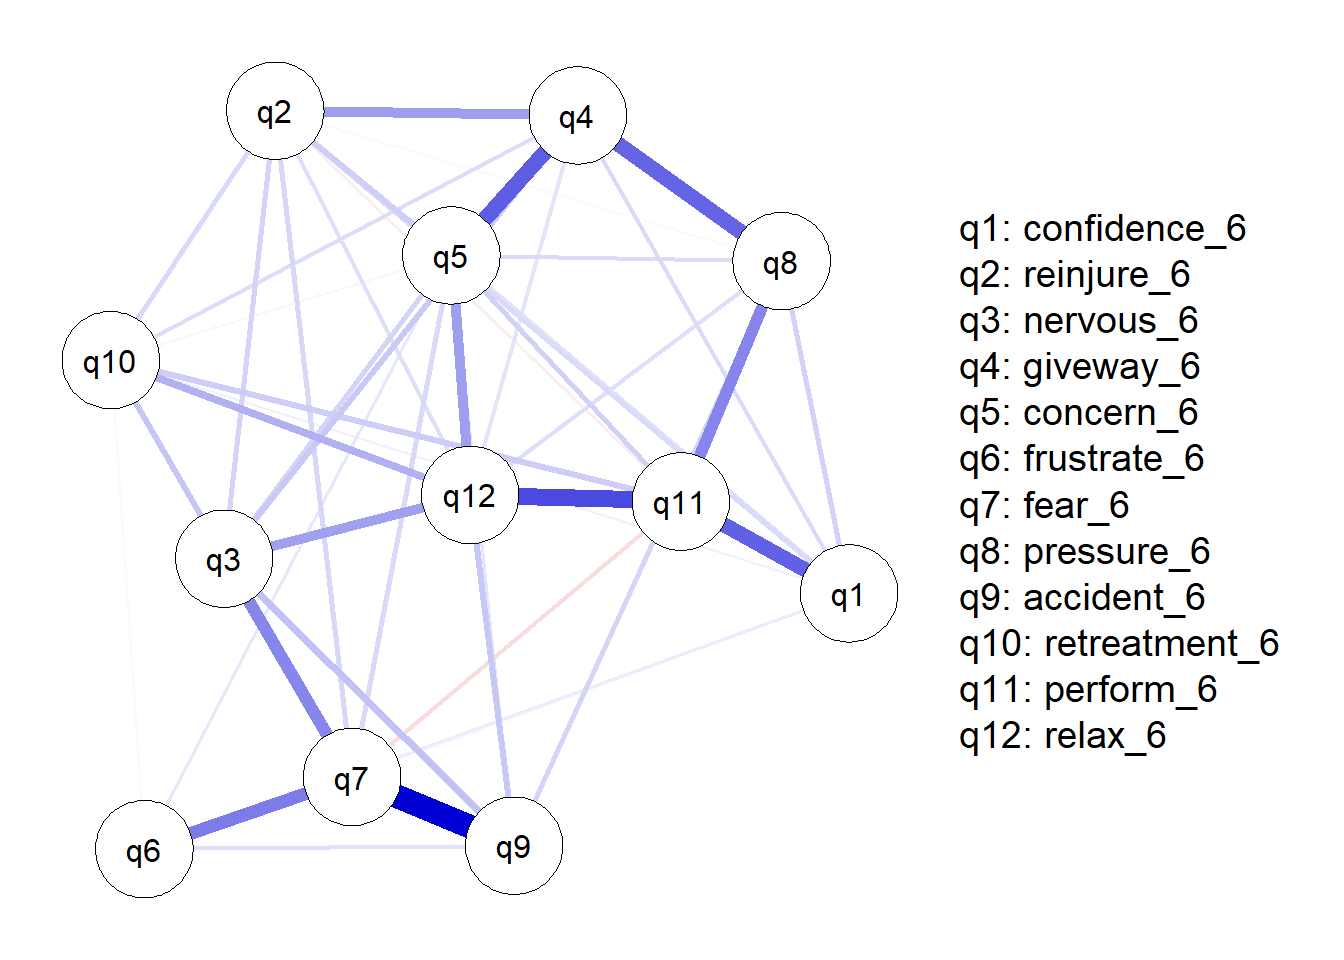 q2
q4
q5
q8
q10
q12
q11
q3
q1
q7
q6
q9
q1: confidence_6
q2: reinjure_6
q3: nervous_6
q4: giveway_6
q5: concern_6
q6: frustrate_6
q7: fear_6
q8: pressure_6
q9: accident_6
q10: retreatment_6
q11: perform_6
q12: relax_6